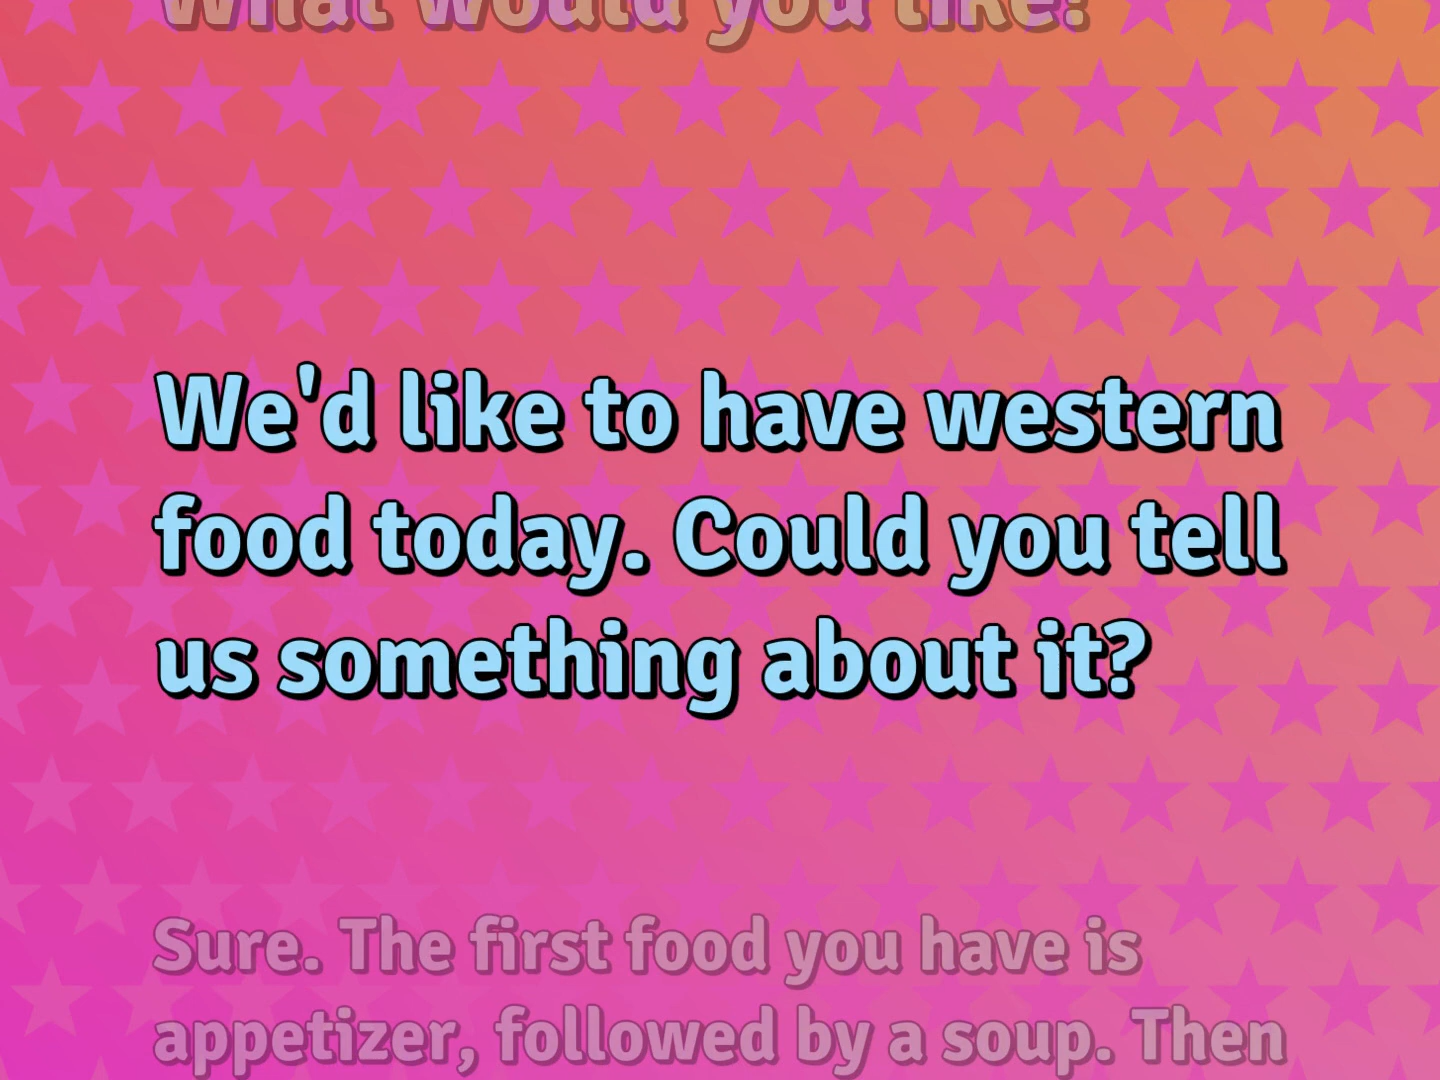 What would you like?
We'd like to have western
food today. Could you tell
us something about it?
Sure. The first food you have is
appetizer, followed by a soup. Then